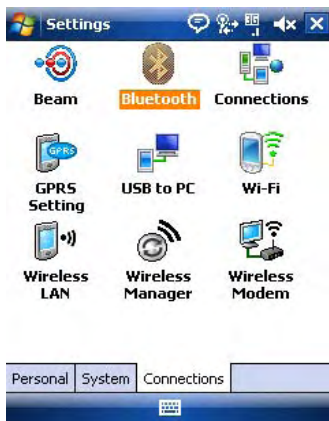 Settings
Beam
Bluetooth
Connections
GPRS
GPRS
Setting
USB to PC
Wi-Fi
Wireless
LAN
Wireless
Manager
Wireless
Modem
Personal
System
Connections